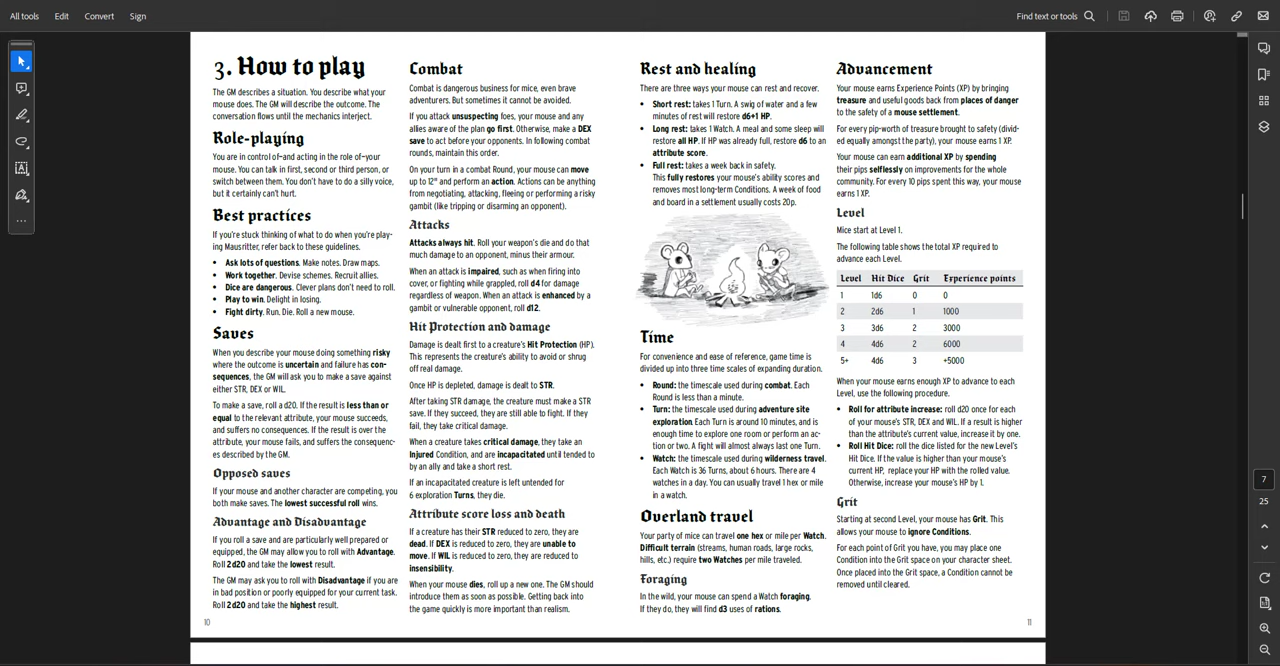 All tools
Edit
Convert
Sign
Find text or tools
3. How to play
The GM describes a situation. You describe what your
mouse does. The GM will describe the outcome. The
conversation flows until the mechanics interject.
Role-playing
You are in control of–and acting in the role of–your
mouse. You can talk in first, second or third person, or
switch between them. You don't have to do a silly voice,
but it certainly can't hurt.
Best practices
If you're stuck thinking of what to do when you're play-
ing Mausritter, refer back to these guidelines.
• Ask lots of questions. Make notes. Draw maps.
• Work together. Devise schemes. Recruit allies.
• Dice are dangerous. Clever plans don't need to roll.
• Play to win. Delight in losing.
• Fight dirty. Run. Die. Roll a new mouse.
Saves
When you describe your mouse doing something risky
where the outcome is uncertain and failure has con-
sequences, the GM will ask you to make a save against
either STR, DEX or WIL.
To make a save, roll a d20. If the result is less than or
equal to the relevant attribute, your mouse succeeds,
and suffers no consequences. If the result is over the
attribute, your mouse fails, and suffers the consequenc-
es described by the GM.
Opposed saves
If your mouse and another character are competing, you
both make saves. The lowest successful roll wins.
Advantage and Disadvantage
If you roll a save and are particularly well prepared or
equipped, the GM may allow you to roll with Advantage.
Roll 2d20 and take the lowest result.
The GM may ask you to roll with Disadvantage if you are
in bad position or poorly equipped for your current task.
Roll 2d20 and take the highest result.
10
Combat
Combat is dangerous business for mice, even brave
adventurers. But sometimes it cannot be avoided.
If you attack unsuspecting foes, your mouse and any
allies aware of the plan go first. Otherwise, make a DEX
save to act before your opponents. In following combat
rounds, maintain this order.
On your turn in a combat Round, your mouse can move
up to 12" and perform an action. Actions can be anything
from negotiating, attacking, fleeing or performing a risky
gambit (like tripping or disarming an opponent).
Attacks
Attacks always hit. Roll your weapon's die and do that
much damage to an opponent, minus their armour.
When an attack is impaired, such as when firing into
cover, or fighting while grappled, roll d4 for damage
regardless of weapon. When an attack is enhanced by a
gambit or vulnerable opponent, roll d12.
Hit Protection and damage
Damage is dealt first to a creature's Hit Protection (HP).
This represents the creature's ability to avoid or shrug
off real damage.
Once HP is depleted, damage is dealt to STR.
After taking STR damage, the creature must make a STR
save. If they succeed, they are still able to fight. If they
fail, they take critical damage.
When a creature takes critical damage, they take an
Injured Condition, and are incapacitated until tended to
by an ally and take a short rest.
If an incapacitated creature is left untended for
6 exploration Turns, they die.
Attribute score loss and death
If a creature has their STR reduced to zero, they are
dead. If DEX is reduced to zero, they are unable to
move. If WIL is reduced to zero, they are reduced to
insensibility.
When your mouse dies, roll up a new one. The GM should
introduce them as soon as possible. Getting back into
the game quickly is more important than realism.
Rest and healing
There are three ways your mouse can rest and recover.
• Short rest: takes 1 Turn. A swig of water and a few
minutes of rest will restore d6+1 HP.
• Long rest: takes 1 Watch. A meal and some sleep will
restore all HP. If HP was already full, restore d6 to an
attribute score.
• Full rest: takes a week back in safety.
This fully restores your mouse's ability scores and
removes most long-term Conditions. A week of food
and board in a settlement usually costs 20p.
Time
For convenience and ease of reference, game time is
divided up into three time scales of expanding duration.
• Round: the timescale used during combat. Each
Round is less than a minute.
• Turn: the timescale used during adventure site
exploration. Each Turn is around 10 minutes, and is
enough time to explore one room or perform an ac-
tion or two. A fight will almost always last one Turn.
• Watch: the timescale used during wilderness travel.
Each Watch is 36 Turns, about 6 hours. There are 4
watches in a day. You can usually travel 1 hex or mile
in a watch.
Overland travel
Your party of mice can travel one hex or mile per Watch.
Difficult terrain (streams, human roads, large rocks,
hills, etc.) require two Watches per mile traveled.
Foraging
In the wild, your mouse can spend a Watch foraging.
If they do, they will find d3 uses of rations.
Advancement
Your mouse earns Experience Points (XP) by bringing
treasure and useful goods back from places of danger
to the safety of a mouse settlement.
For every pip-worth of treasure brought to safety (divid-
ed equally amongst the party), your mouse earns 1 XP.
Your mouse can earn additional XP by spending
their pips selflessly on improvements for the whole
community. For every 10 pips spent this way, your mouse
earns 1 XP.
Level
Mice start at Level 1.
The following table shows the total XP required to
advance each Level.
Level Hit Dice Grit Experience points
1 1d6 0 0
2 2d6 1 1000
3 3d6 2 3000
4 4d6 2 6000
5+ 4d6 3 +5000
When your mouse earns enough XP to advance to each
Level, use the following procedure.
• Roll for attribute increase: roll d20 once for each
of your mouse's STR, DEX and WIL. If a result is higher
than the attribute's current value, increase it by one.
• Roll Hit Dice: roll the dice listed for the new Level's
Hit Dice. If the value is higher than your mouse's
current HP, replace your HP with the rolled value.
Otherwise, increase your mouse's HP by 1.
Grit
Starting at second Level, your mouse has Grit. This
allows your mouse to ignore Conditions.
For each point of Grit you have, you may place one
Condition into the Grit space on your character sheet.
Once placed into the Grit space, a Condition cannot be
removed until cleared.
11
7
25